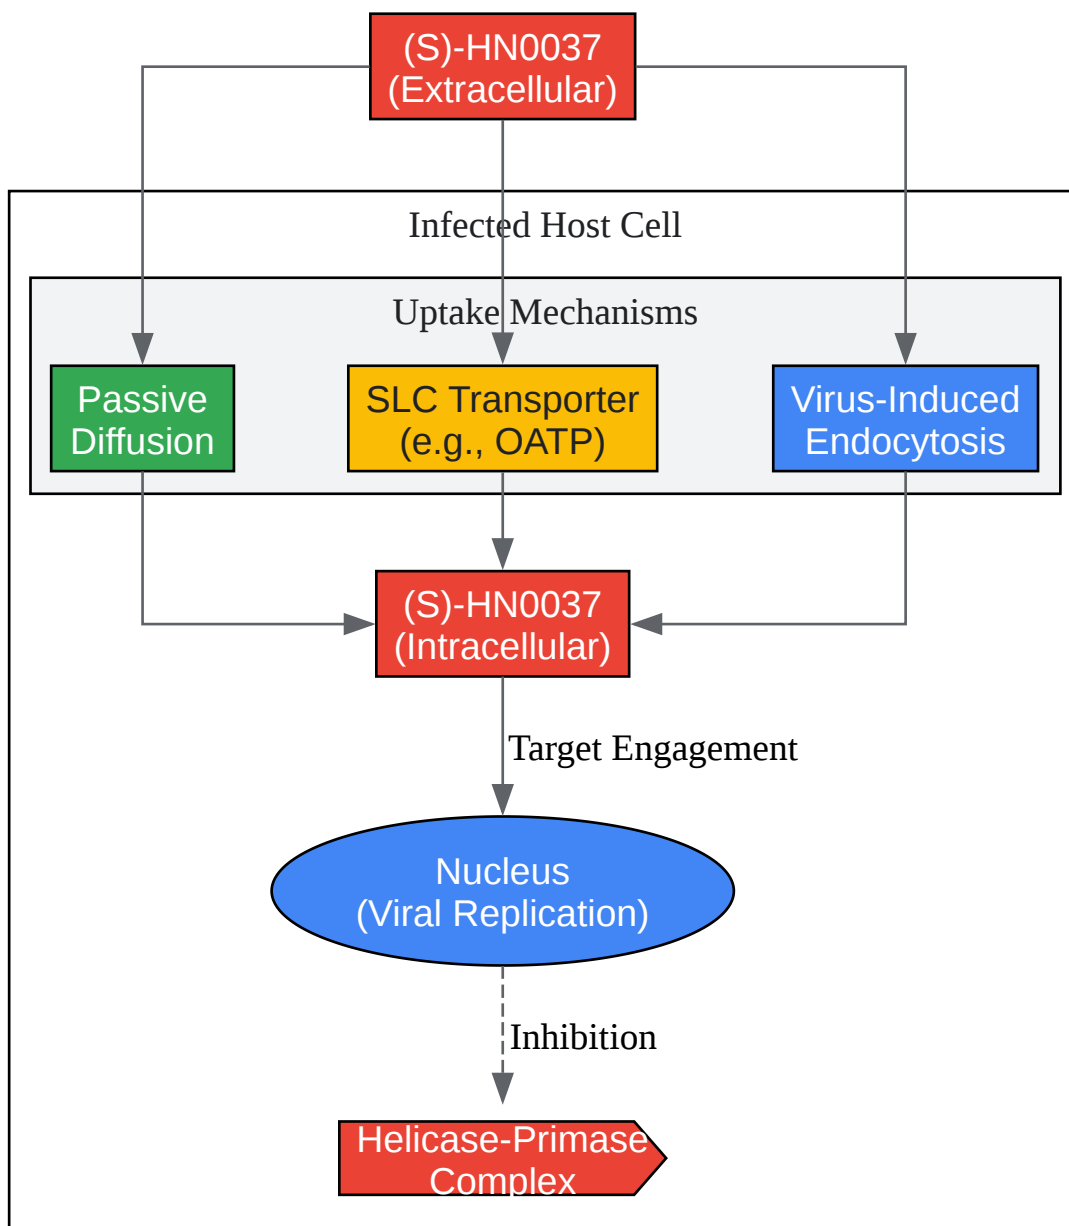 (S)-HN0037
(Extracellular)
Infected Host Cell
Uptake Mechanisms
Passive
Diffusion
SLC Transporter
(e.g., OATP)
Virus-Induced
Endocytosis
(S)-HN0037
(Intracellular)
Target Engagement
Nucleus
(Viral Replication)
Inhibition
Helicase-Primase
Complex